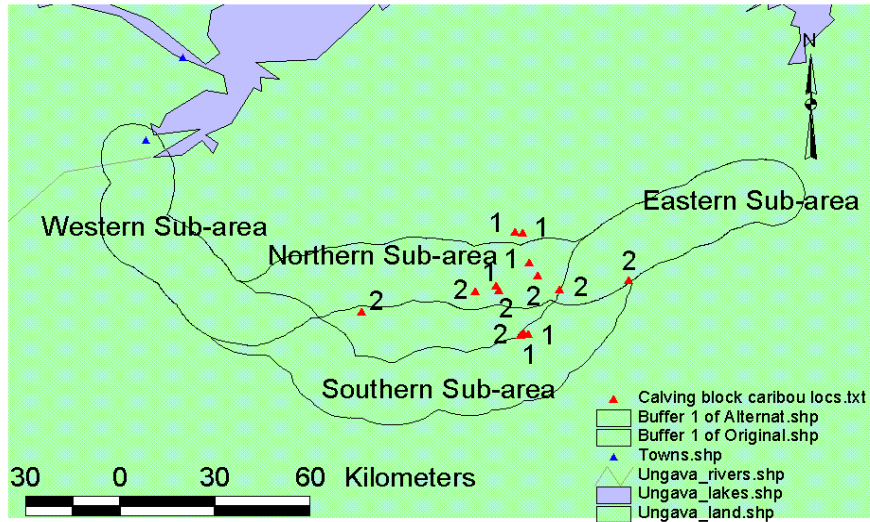 N
Eastern Sub-area
Western Sub-area
1 1
Northern Sub-area
1
1
2
2 2
2
2
2
2 1
1
Southern Sub-area
Calving block caribou locs.txt
Buffer 1 of Alternat.shp
Buffer 1 of Original.shp
Towns.shp
Ungava_rivers.shp
Ungava_lakes.shp
Ungava_land.shp
30 0 30 60 Kilometers